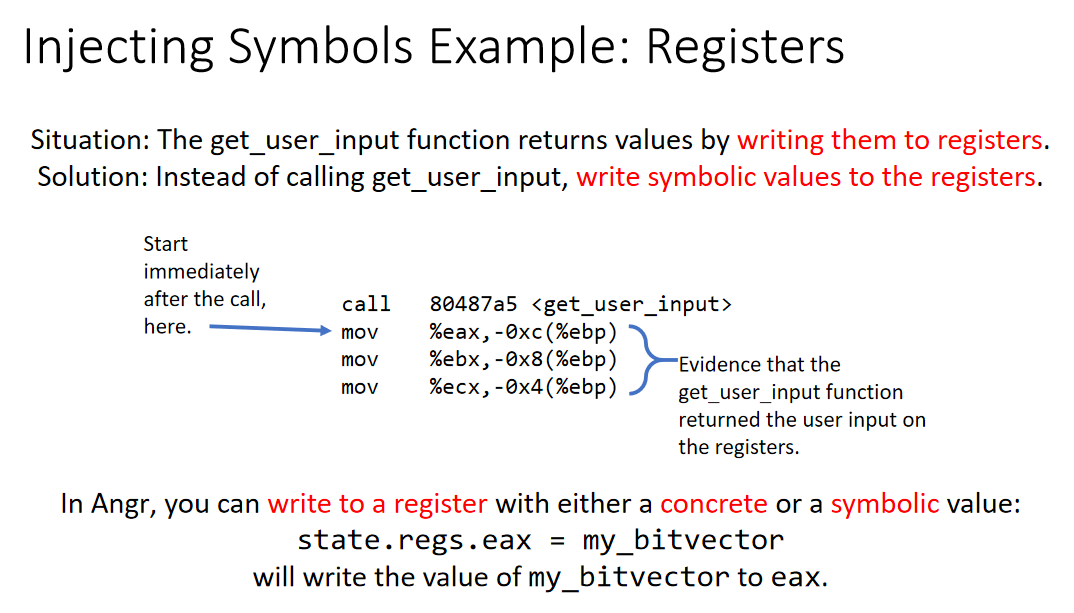 Injecting Symbols Example: Registers
Situation: The get_user_input function returns values by writing them to registers.
Solution: Instead of calling get_user_input, write symbolic values to the registers.
Start
immediately
after the call,
here.
call 80487a5 <get_user_input>
mov %eax,-0xc(%ebp)
mov %ebx,-0x8(%ebp)
mov %ecx,-0x4(%ebp)
Evidence that the
get_user_input function
returned the user input on
the registers.
In Angr, you can write to a register with either a concrete or a symbolic value:
state.regs.eax = my_bitvector
will write the value of my_bitvector to eax.